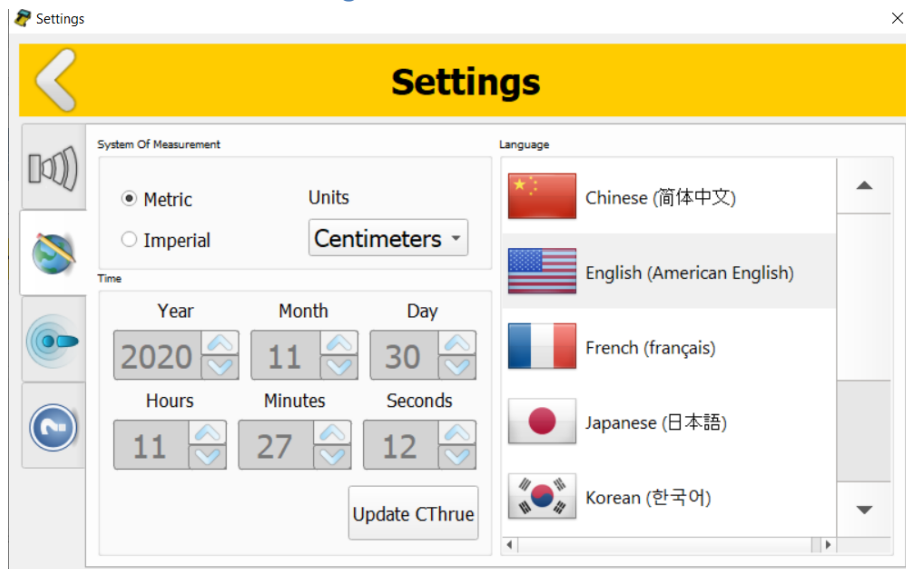 Settings
Settings
System Of Measurement
Metric
Imperial
Units
Centimeters
Time
Year Month Day
2020 11 30
Hours Minutes Seconds
11 27 12
Update CThrue
Language
Chinese (简体中文)
English (American English)
French (français)
Japanese (日本語)
Korean (한국어)